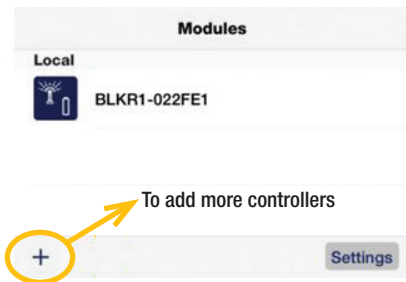 Modules
Local
BLKR1-022FE1
To add more controllers
+
Settings